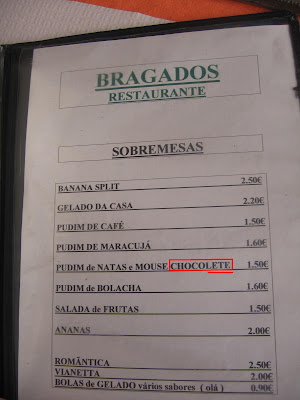 BRAGADOS
RESTAURANTE
SOBREMESAS
BANANA SPLIT 2.50€
GELADO DA CASA 2.20€
PUDIM DE CAFÉ 1.50€
PUDIM DE MARACUJÁ 1.60€
PUDIM de NATAS e MOUSE CHOCOLETE 1.50€
PUDIM de BOLACHA 1.60€
SALADA de FRUTAS 1.50€
ANANAS 2.00€
ROMÂNTICA 2.50€
VIANETTA 2.00€
BOLAS de GELADO vários sabores ( olá ) 0.90€